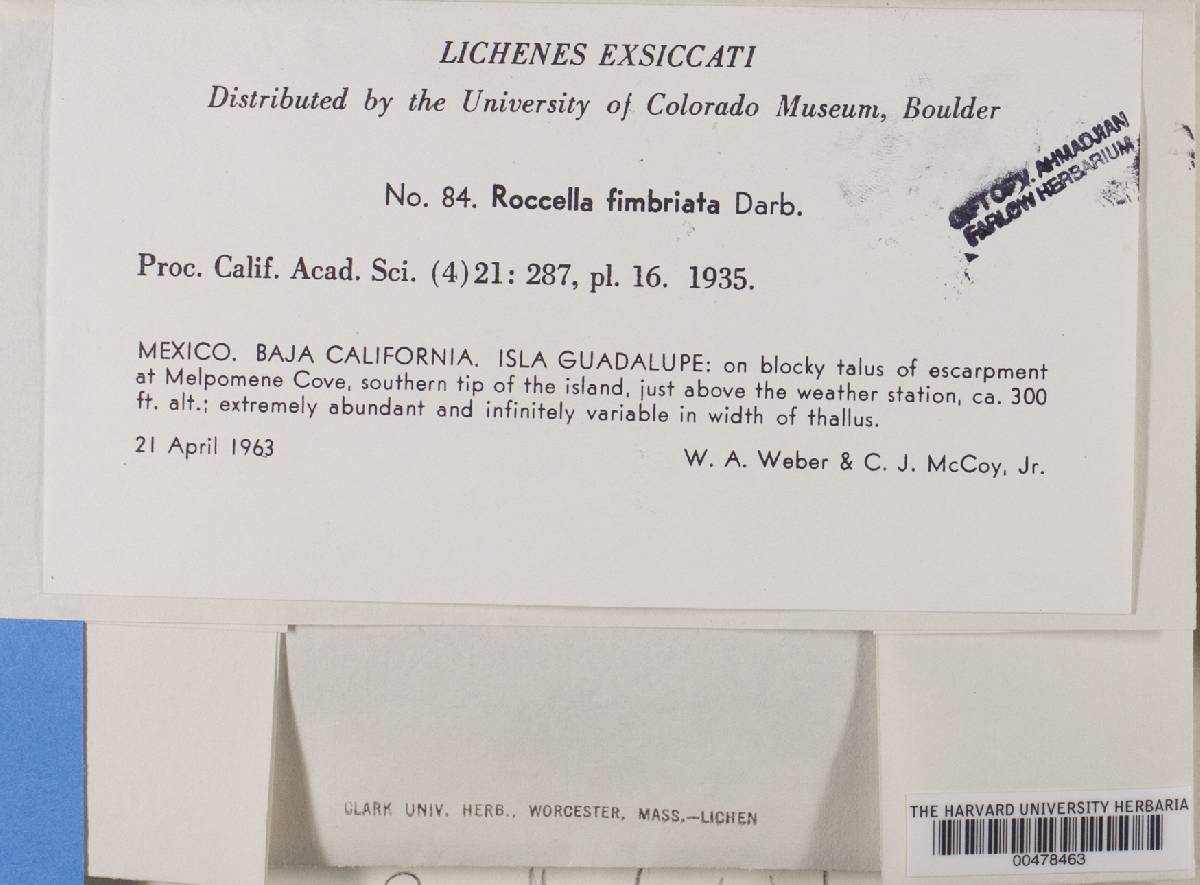 LICHENES EXSICCATI
Distributed by the University of Colorado Museum, Boulder
GIFT OF V. AHMADJIAN
FARLOW HERBARIUM
No. 84. Roccella fimbriata Darb.
Proc. Calif. Acad. Sci. (4)21: 287, pl. 16. 1935.
MEXICO. BAJA CALIFORNIA. ISLA GUADALUPE: on blocky talus of escarpment
at Melpomene Cove, southern tip of the island, just above the weather station, ca. 300
ft. alt.; extremely abundant and infinitely variable in width of thallus.
21 April 1963
W. A. Weber & C. J. McCoy, Jr.
CLARK UNIV. HERB., WORCESTER, MASS.—LICHEN
THE HARVARD UNIVERSITY HERBARIA
00478463